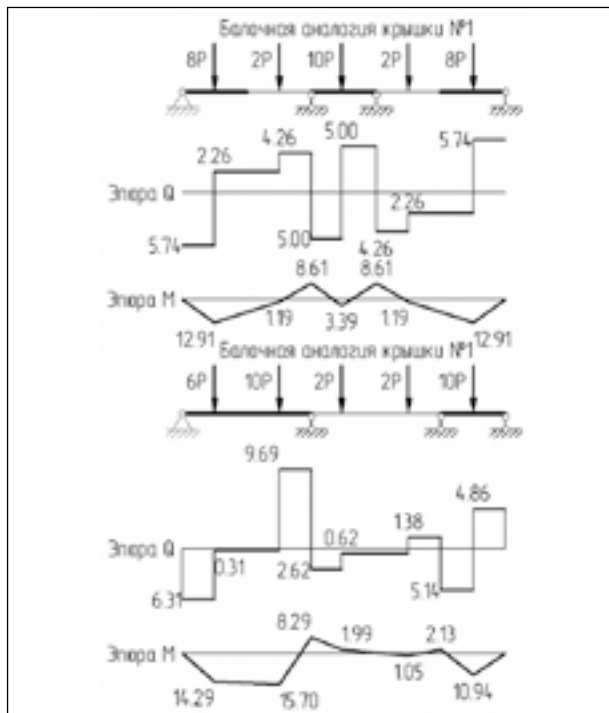 Балочная аналогия крышки №1
8P 2P 10P 2P 8P
5.00
4.26 5.74
2.26
Эпюра Q 2.26
5.74 5.00 4.26
8.61 8.61
Эпюра М
1.19 3.39 1.19
12.91 12.91
Балочная аналогия крышки №1
6P 10P 2P 2P 10P
9.69
4.86
0.62 1.38
Эпюра Q
0.31 2.62
6.31 5.14
8.29
1.99 2.13
Эпюра М
1.05
14.29 15.70 10.94